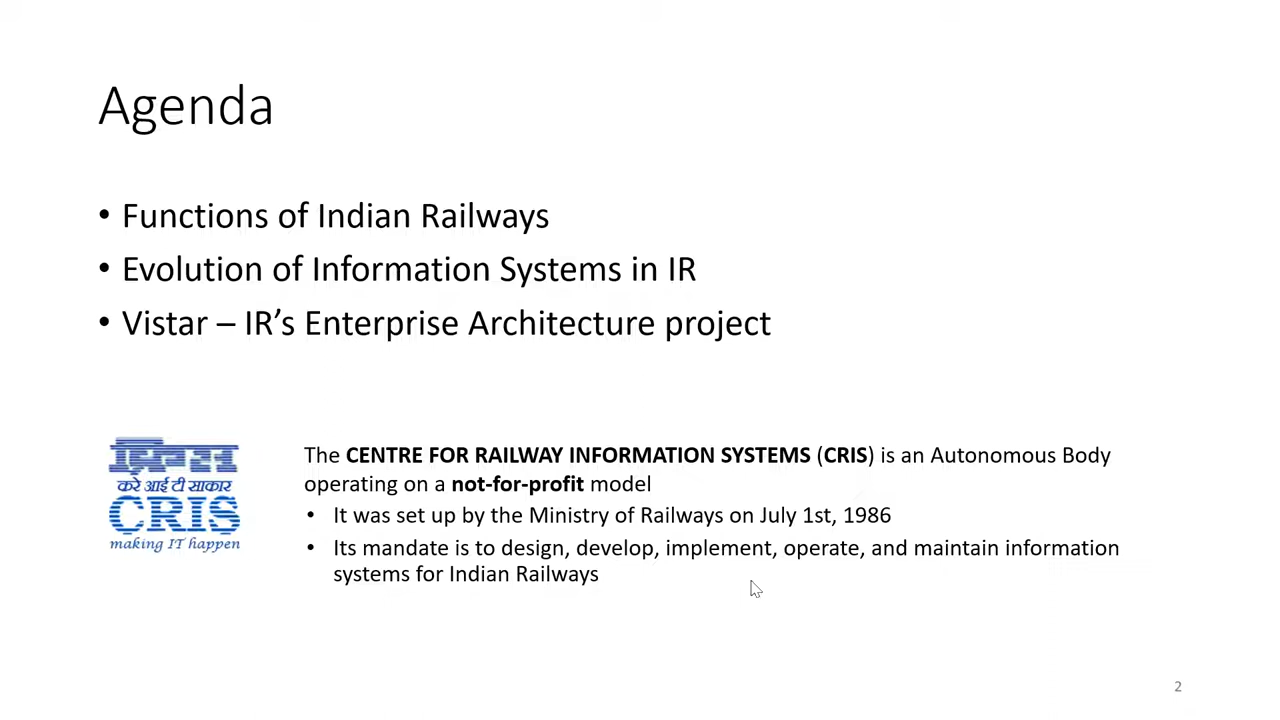 Agenda
• Functions of Indian Railways
• Evolution of Information Systems in IR
• Vistar – IR’s Enterprise Architecture project
क्रिस
करे आई टी साकार
CRIS
making IT happen
The CENTRE FOR RAILWAY INFORMATION SYSTEMS (CRIS) is an Autonomous Body
operating on a not-for-profit model
• It was set up by the Ministry of Railways on July 1st, 1986
• Its mandate is to design, develop, implement, operate, and maintain information
systems for Indian Railways
2